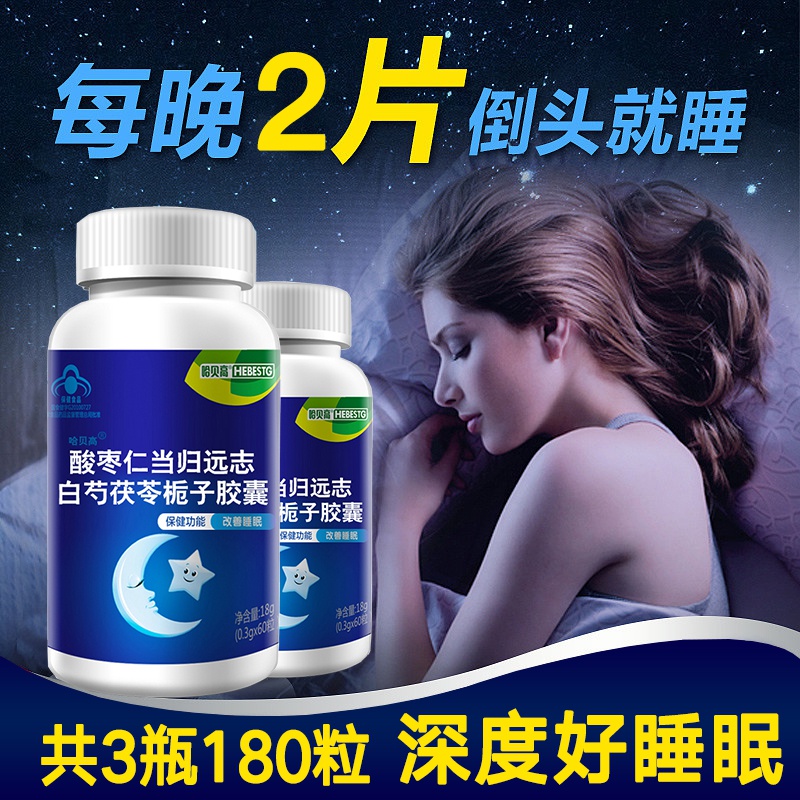 每晚2片 倒头就睡
哈贝高 HEBESTG
保健食品
哈贝高®
酸枣仁当归远志
白芍茯苓栀子胶囊
保健功能 改善睡眠
净含量:18g
(0.3gx60粒)
哈贝高 HEBESTG
当归远志
栀子胶囊
保健功能 改善睡眠
净含量:18g
(0.3gx60粒
共3瓶180粒 深度好睡眠